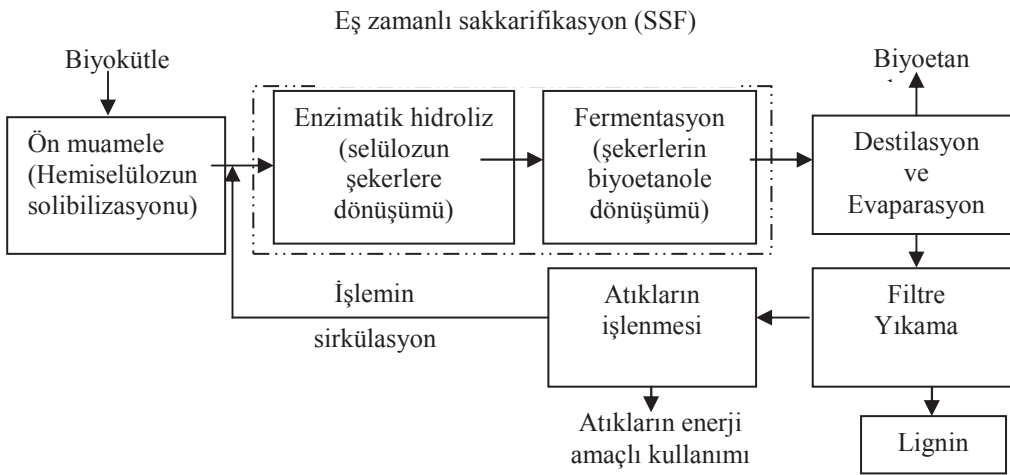 Eş zamanlı sakkarifikasyon (SSF)
Biyokütle
Biyoetan
Ön muamele
(Hemiselülozun
solibilizasyonu)
Enzimatik hidroliz
(selülozun
şekerlere
dönüşümü)
Fermentasyon
(şekerlerin
biyoetanole
dönüşümü)
Destilasyon
ve
Evaparasyon
İşlemin
sirkülasyon
Atıkların
işlenmesi
Filtre
Yıkama
Atıkların enerji
amaçlı kullanımı
Lignin